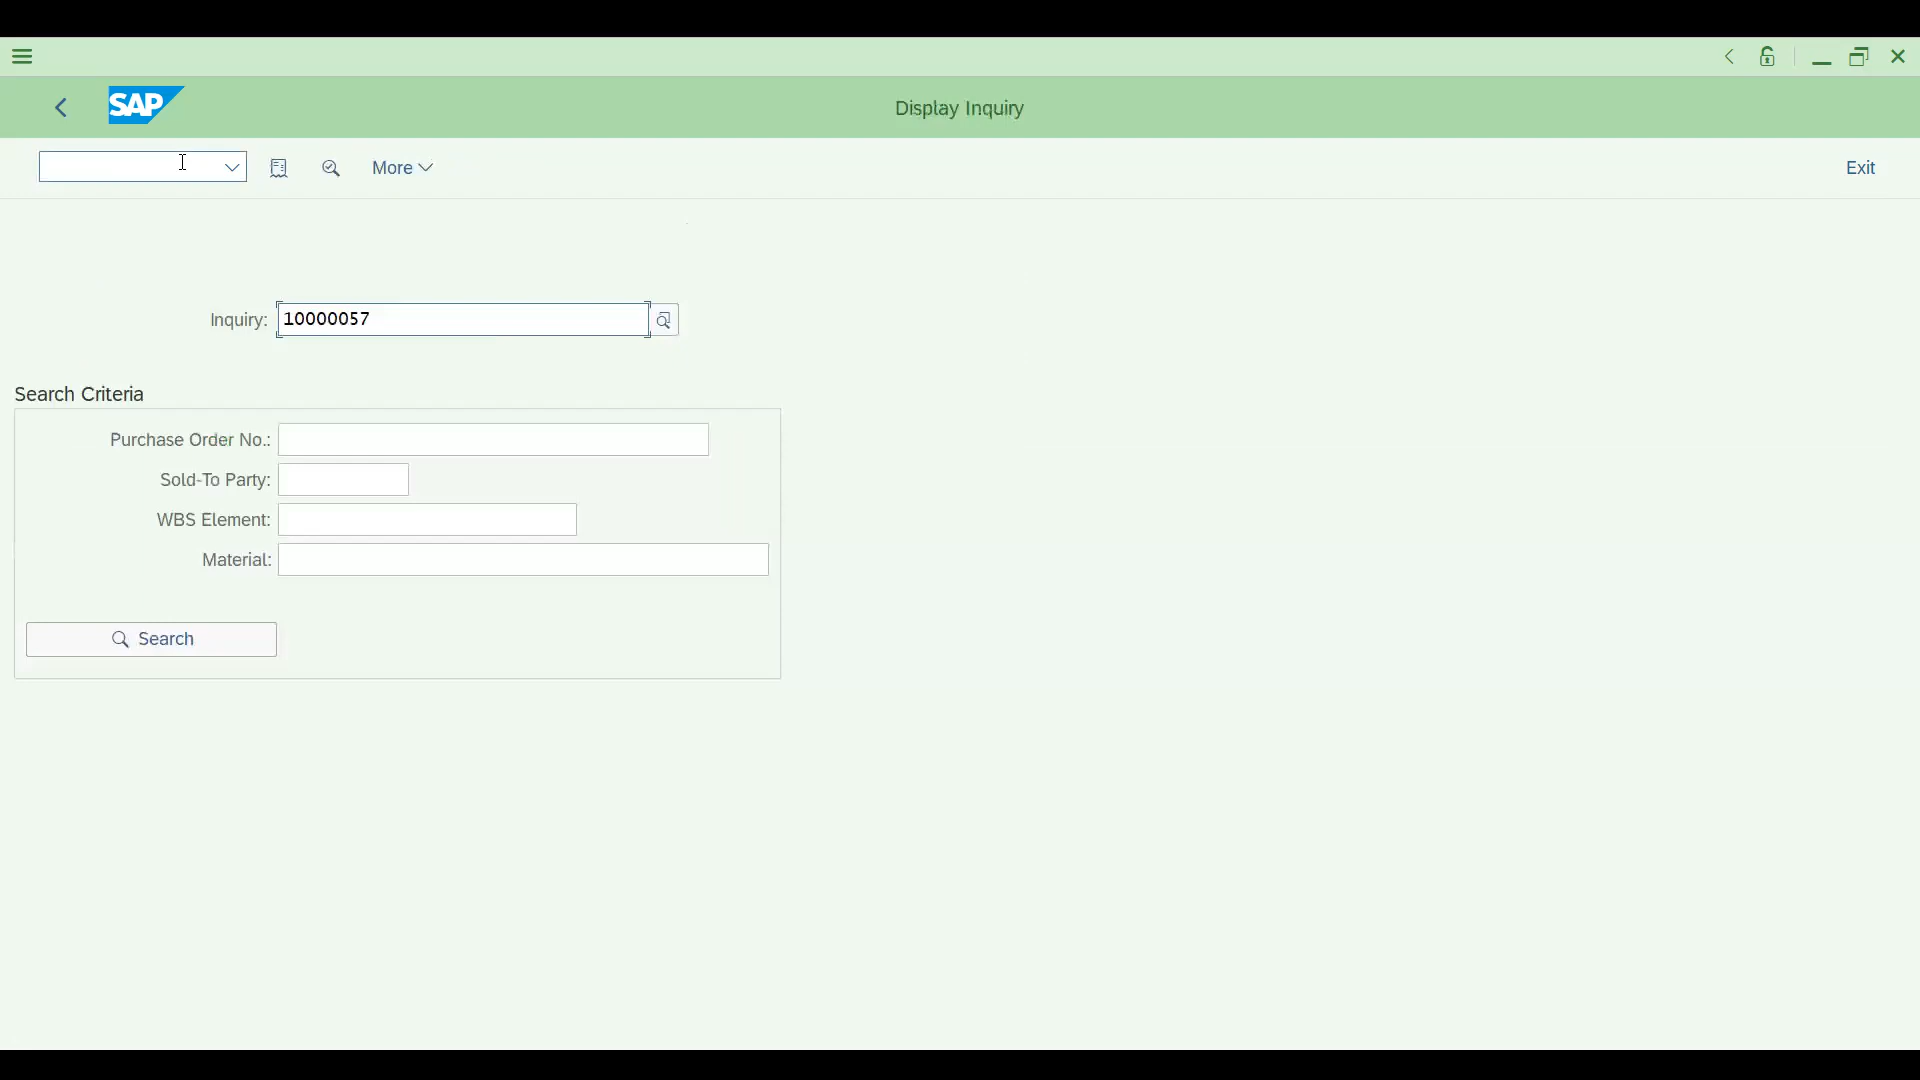 SAP
Display Inquiry
More
Exit
Inquiry: 10000057
Search Criteria
Purchase Order No.:
Sold-To Party:
WBS Element:
Material:
Search